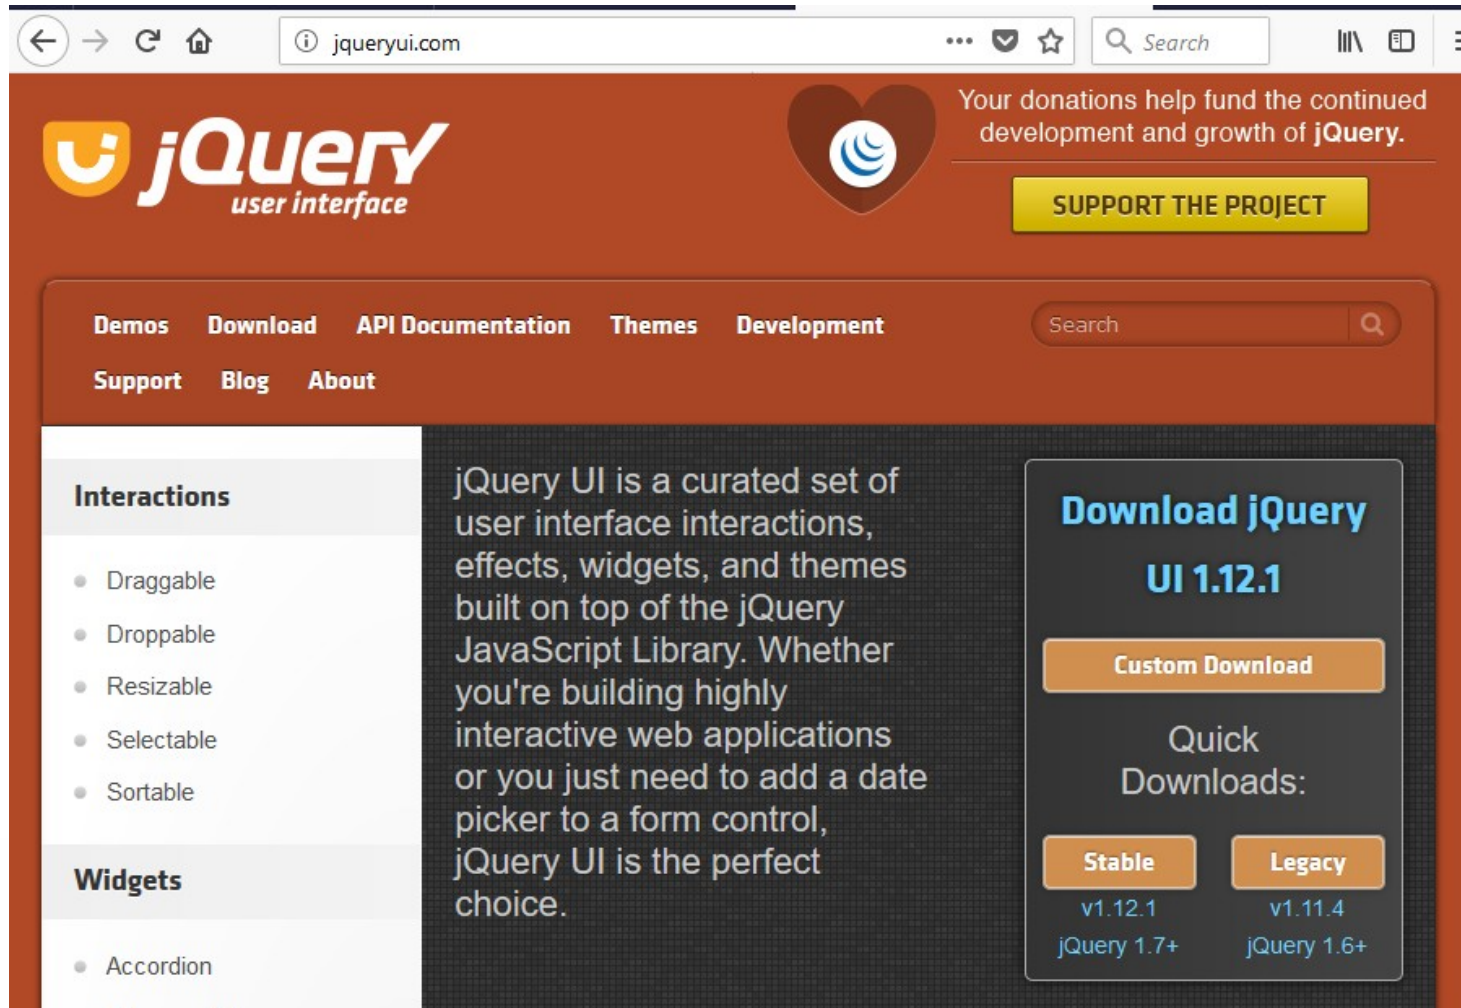 jqueryui.com
Search
jQuery
user interface
Your donations help fund the continued
development and growth of jQuery.
SUPPORT THE PROJECT
Demos Download API Documentation Themes Development
Search
Support Blog About
Interactions
Draggable
Droppable
Resizable
Selectable
Sortable
Widgets
Accordion
jQuery UI is a curated set of
user interface interactions,
effects, widgets, and themes
built on top of the jQuery
JavaScript Library. Whether
you're building highly
interactive web applications
or you just need to add a date
picker to a form control,
jQuery UI is the perfect
choice.
Download jQuery
UI 1.12.1
Custom Download
Quick
Downloads:
Stable Legacy
v1.12.1 v1.11.4
jQuery 1.7+ jQuery 1.6+